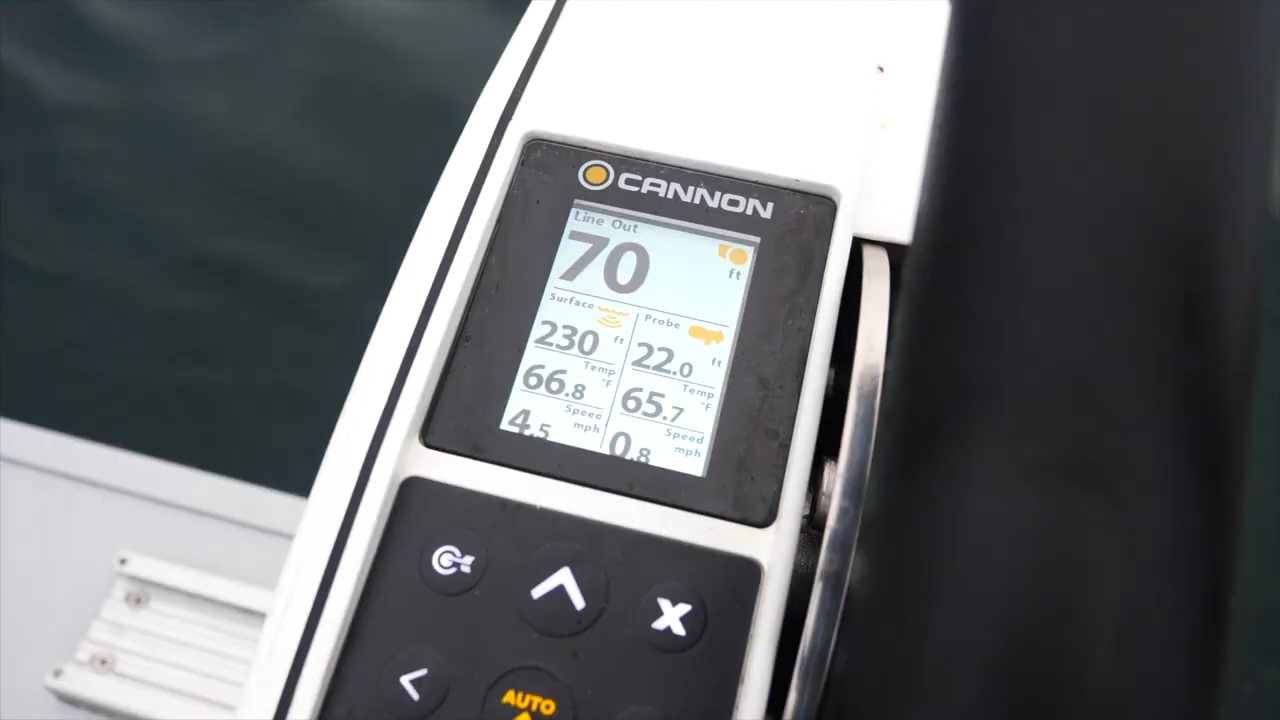 CANNON
Line Out
70 ft
Surface Probe
230 ft 22.0 ft
Temp Temp
66.8 °F 65.7 °F
Speed Speed
4.5 mph 0.8 mph
X
<
AUTO